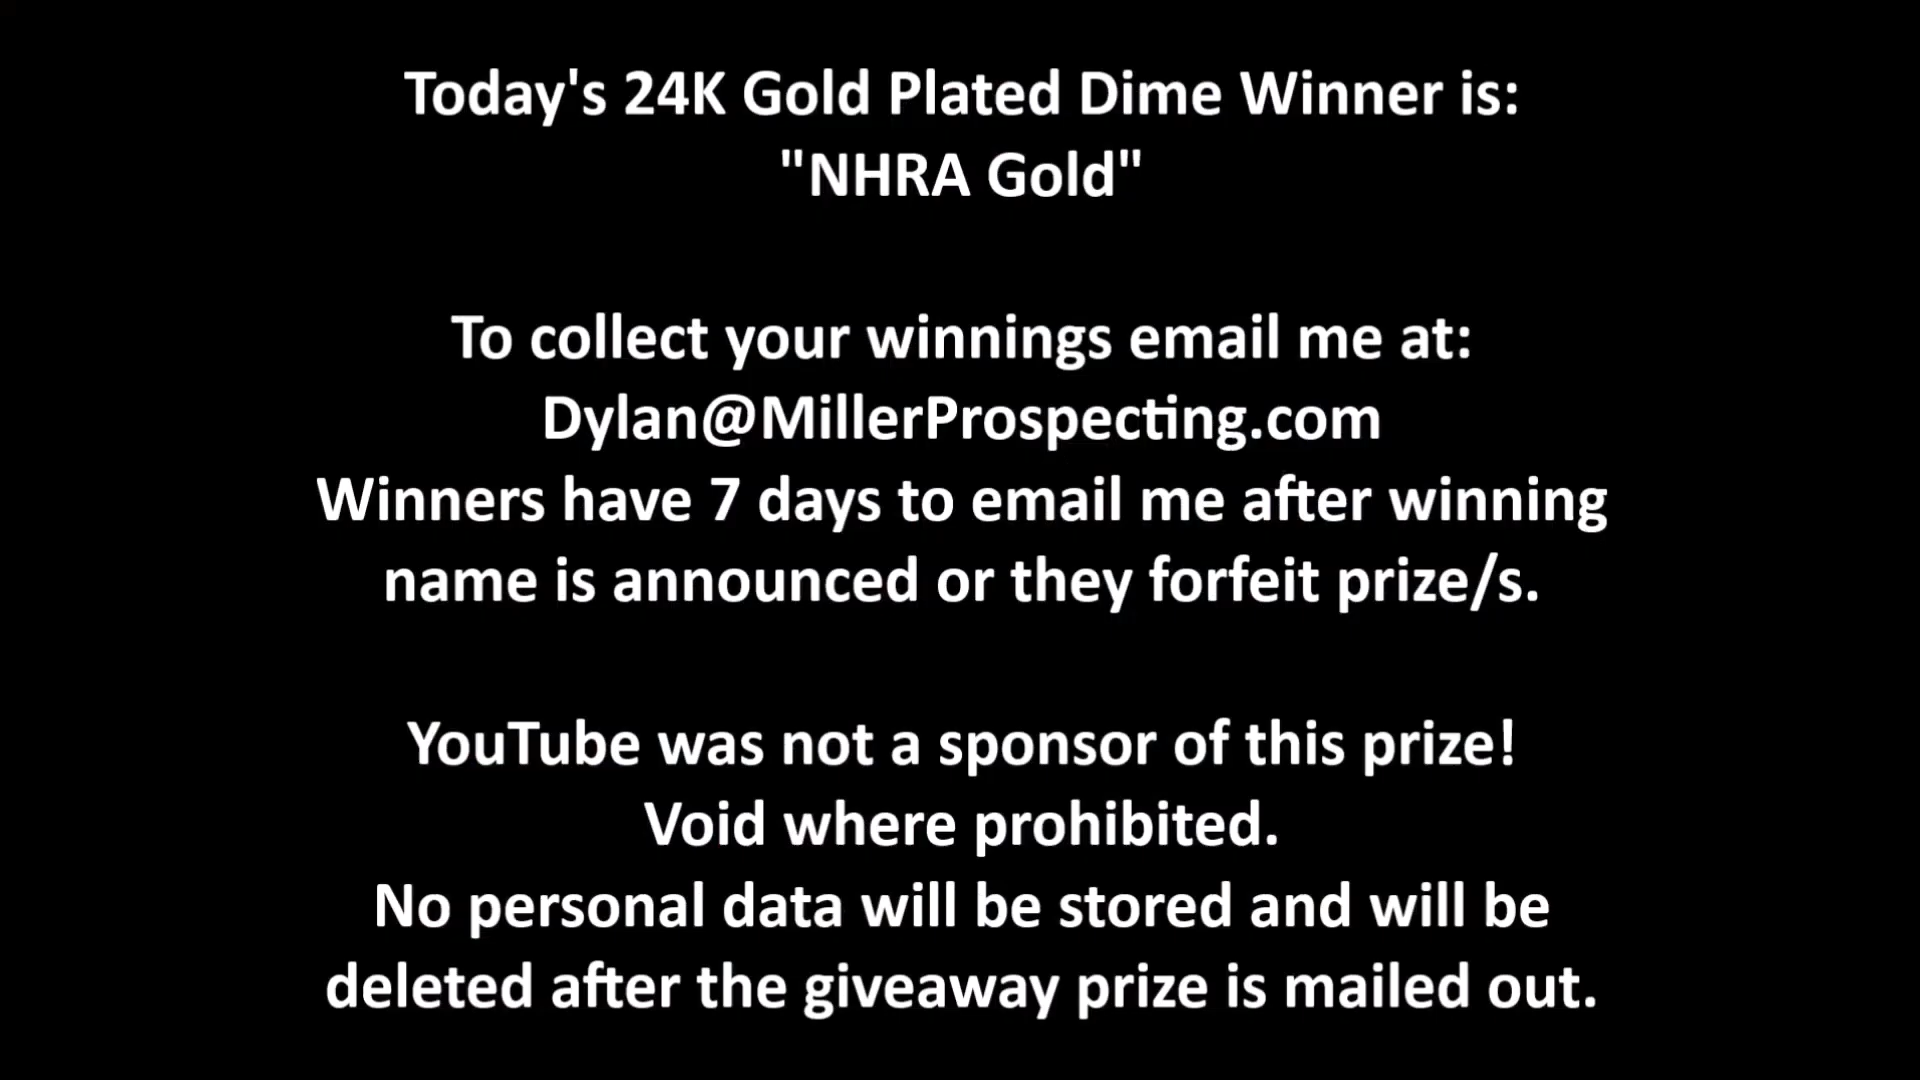 Today's 24K Gold Plated Dime Winner is:
"NHRA Gold"
To collect your winnings email me at:
Dylan@MillerProspecting.com
Winners have 7 days to email me after winning
name is announced or they forfeit prize/s.
YouTube was not a sponsor of this prize!
Void where prohibited.
No personal data will be stored and will be
deleted after the giveaway prize is mailed out.